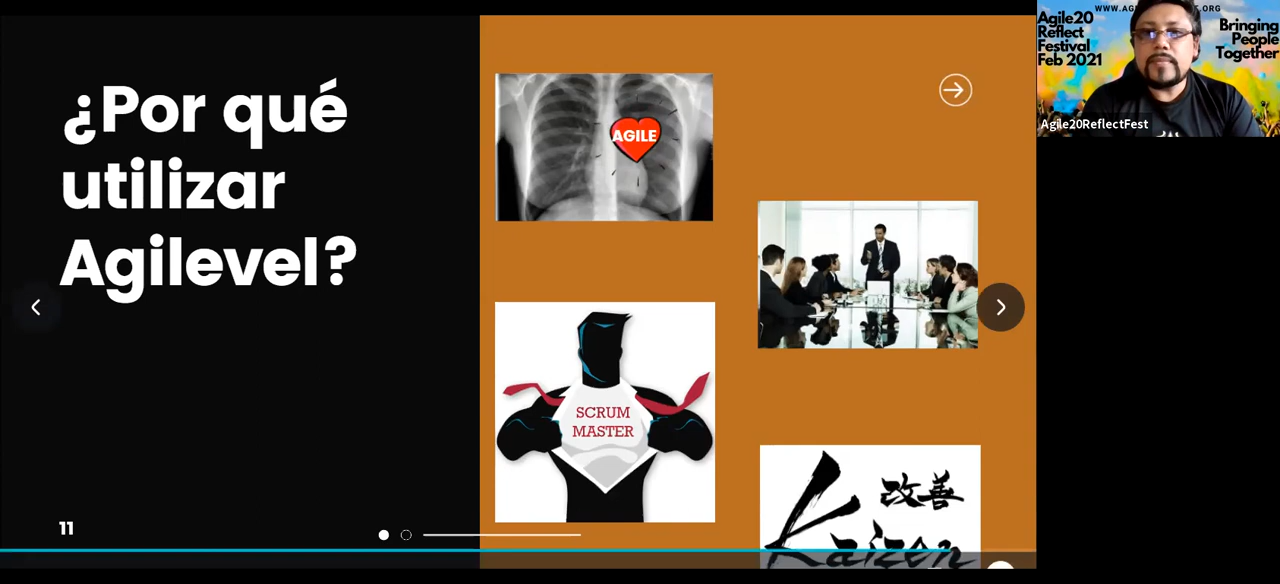 ¿Por qué
utilizar
Agilevel?
11
AGILE
SCRUM
MASTER
改善
Kaizen
Agile20
Reflect
Festival
Feb 2021
Bringing
People
Together
Agile20ReflectFest